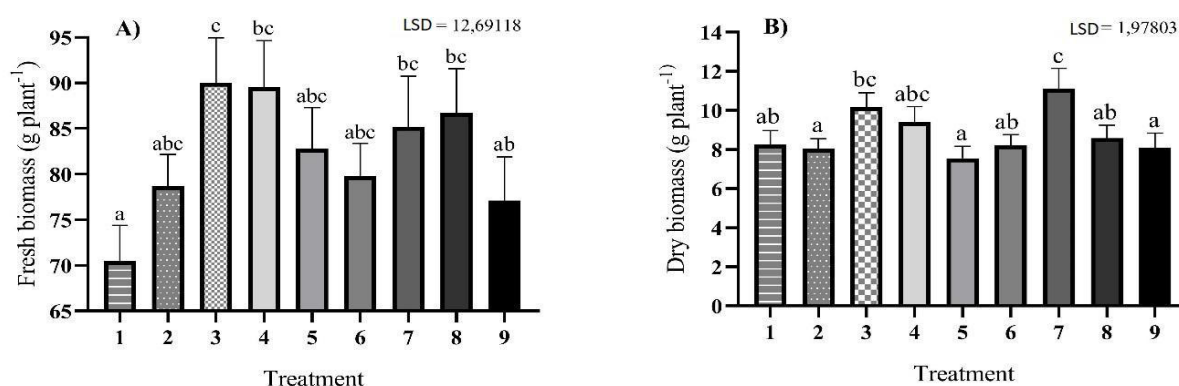 A)
LSD = 12,69118
Fresh biomass (g plant⁻¹)
95
90
85
80
75
70
65
a
abc
c
bc
abc
abc
bc
bc
ab
1 2 3 4 5 6 7 8 9
Treatment
B)
LSD = 1,97803
Dry biomass (g plant⁻¹)
14
12
10
8
6
4
2
0
ab
a
bc
abc
a
ab
c
ab
a
1 2 3 4 5 6 7 8 9
Treatment